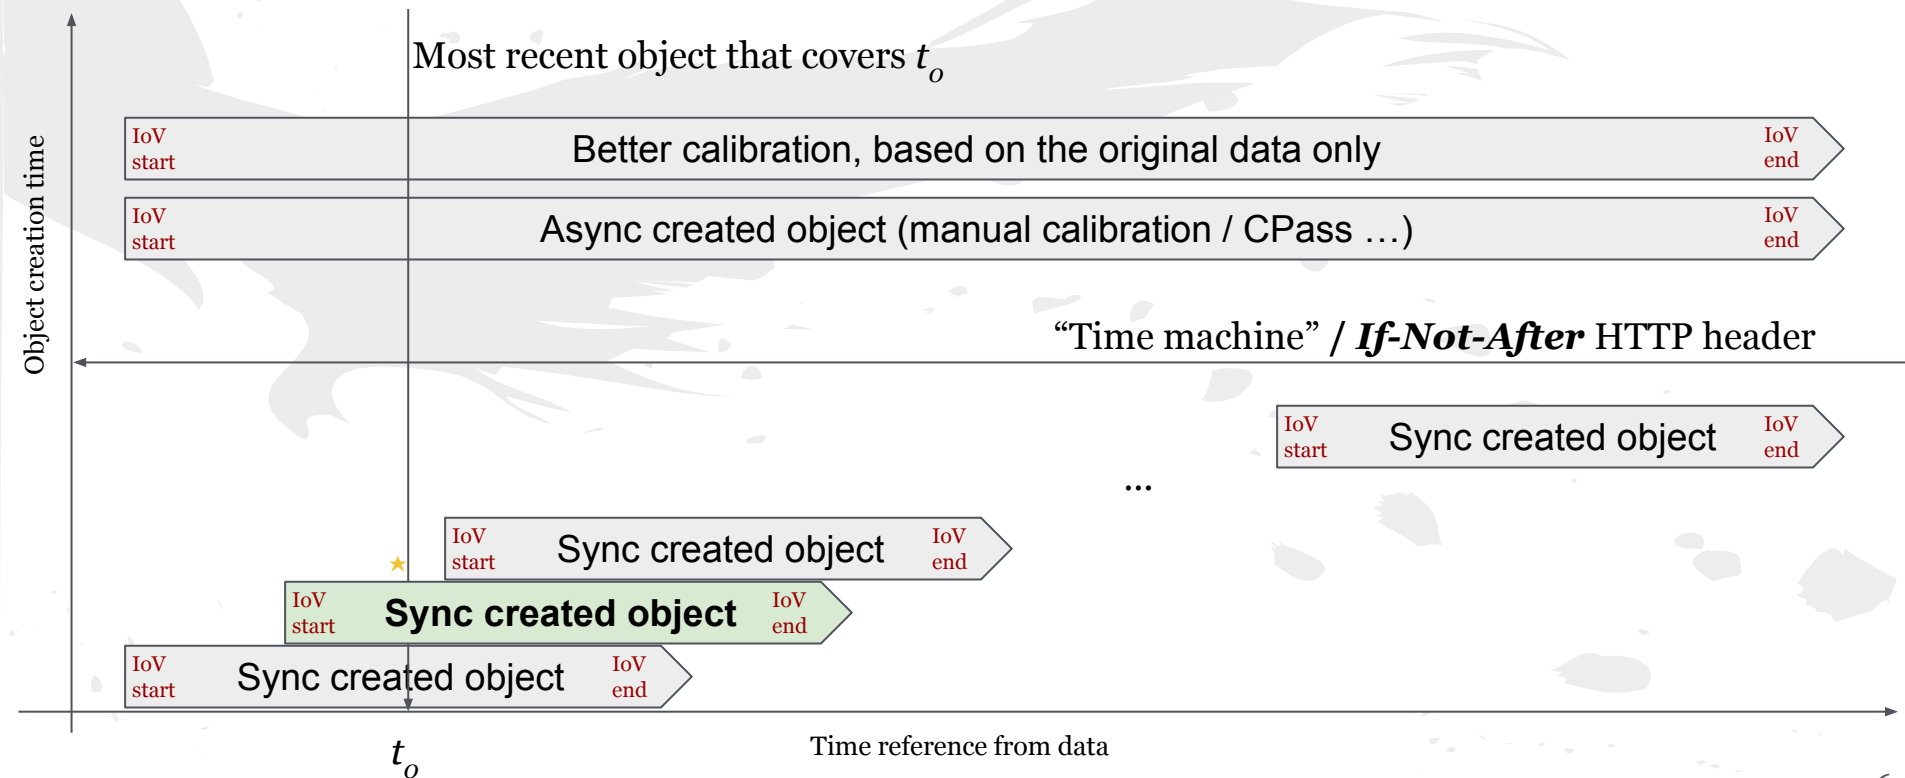 Most recent object that covers to
IoV
start
Better calibration, based on the original data only
IoV
end
IoV
start
Async created object (manual calibration / CPass …)
IoV
end
Object creation time
“Time machine” / If-Not-After HTTP header
IoV
start
Sync created object
IoV
end
...
IoV
start
Sync created object
IoV
end
IoV
start
Sync created object
IoV
end
IoV
start
Sync created object
IoV
end
to
Time reference from data